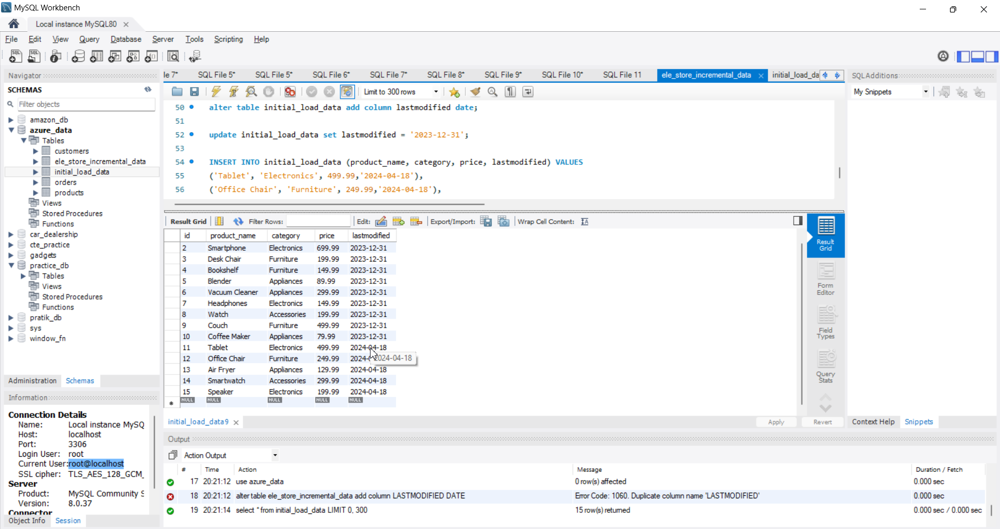 MySQL Workbench
Local instance MySQL80
File Edit View Query Database Server Tools Scripting Help
Navigator
SCHEMAS
Filter objects
amazon_db
azure_data
Tables
customers
ele_store_incremental_data
initial_load_data
orders
products
Views
Stored Procedures
Functions
car_dealership
cte_practice
gadgets
practice_db
Tables
Views
Stored Procedures
Functions
pratik_db
sys
window_fn
Administration Schemas
Information
Connection Details
Name: Local instance MySQ
Host: localhost
Port: 3306
Login User: root
Current User: root@localhost
SSL cipher: TLS_AES_128_GCM_
Server
Product: MySQL Community S
Version: 8.0.37
Connector
Object Info Session
le 7* SQL File 5* SQL File 5* SQL File 6* SQL File 7* SQL File 8* SQL File 9* SQL File 10* SQL File 11 ele_store_incremental_data initial_load_da
Limit to 300 rows
50 alter table initial_load_data add column lastmodified date;
51
52 update initial_load_data set lastmodified = '2023-12-31';
53
54 INSERT INTO initial_load_data (product_name, category, price, lastmodified) VALUES
55 ('Tablet', 'Electronics', 499.99,'2024-04-18'),
56 ('Office Chair', 'Furniture', 249.99,'2024-04-18'),
Result Grid Filter Rows: Edit: Export/Import: Wrap Cell Content:
id product_name category price lastmodified
2 Smartphone Electronics 699.99 2023-12-31
3 Desk Chair Furniture 199.99 2023-12-31
4 Bookshelf Furniture 149.99 2023-12-31
5 Blender Appliances 89.99 2023-12-31
6 Vacuum Cleaner Appliances 299.99 2023-12-31
7 Headphones Electronics 149.99 2023-12-31
8 Watch Accessories 199.99 2023-12-31
9 Couch Furniture 499.99 2023-12-31
10 Coffee Maker Appliances 79.99 2023-12-31
11 Tablet Electronics 499.99 2024-04-18
12 Office Chair Furniture 249.99 2024- 2024-04-18
13 Air Fryer Appliances 129.99 2024-04-18
14 Smartwatch Accessories 299.99 2024-04-18
15 Speaker Electronics 199.99 2024-04-18
NULL NULL NULL NULL NULL
Result Grid
Form Editor
Field Types
Query Stats
initial_load_data9
Apply Revert
Output
Action Output
# Time Action Message Duration / Fetch
17 20:21:12 use azure_data 0 row(s) affected 0.000 sec
18 20:21:12 alter table ele_store_incremental_data add column LASTMODIFIED DATE Error Code: 1060. Duplicate column name 'LASTMODIFIED' 0.000 sec
19 20:21:14 select * from initial_load_data LIMIT 0, 300 15 row(s) returned 0.000 sec / 0.000 sec
SQLAdditions
My Snippets
Context Help Snippets